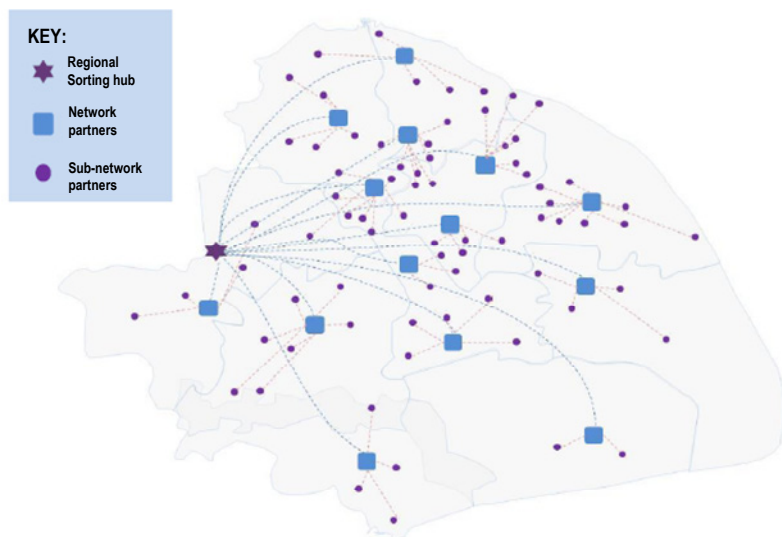 KEY:
Regional
Sorting hub
Network
partners
Sub-network
partners